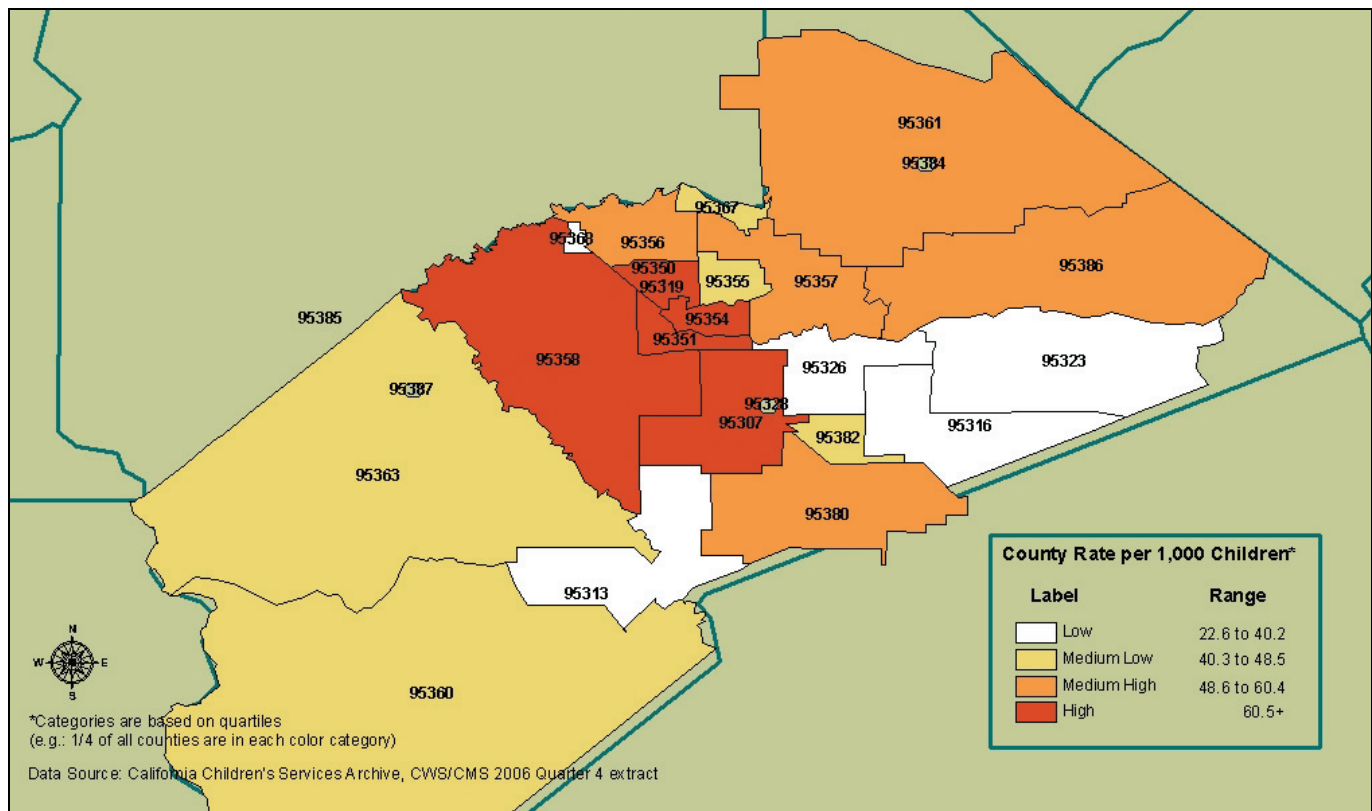 95361
95384
95367
95368
95356
95386
95350
95355
95357
95319
95385
95354
95351
95358
95326
95323
95387
95328
95307
95382
95316
95363
95380
95313
95360
County Rate per 1,000 Children*
Label Range
Low 22.6 to 40.2
Medium Low 40.3 to 48.5
Medium High 48.6 to 60.4
High 60.5+
N
W E
S
*Categories are based on quartiles
(e.g.: 1/4 of all counties are in each color category)
Data Source: California Children's Services Archive, CWS/CMS 2006 Quarter 4 extract